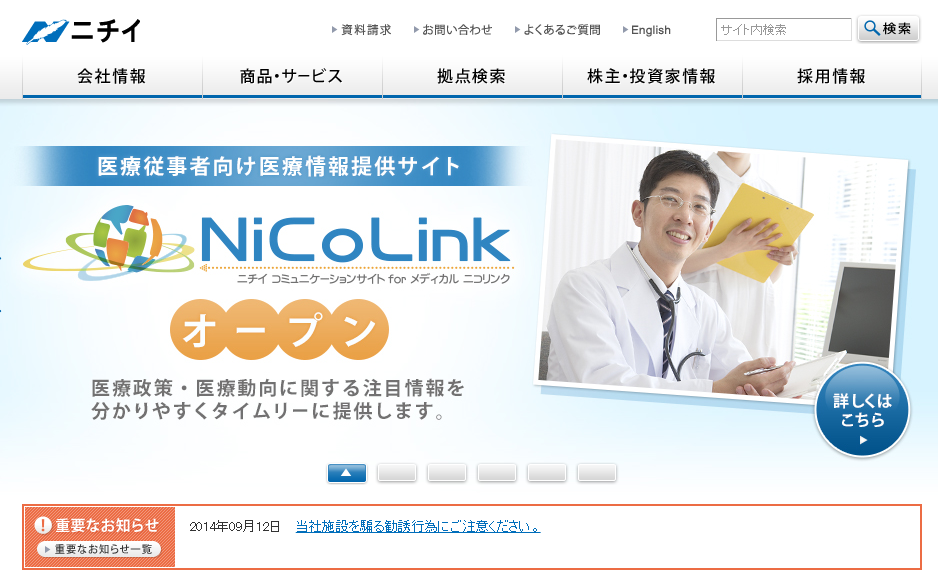 ニチイ
資料請求
お問い合わせ
よくあるご質問
English
サイト内検索
検索
会社情報
商品・サービス
拠点検索
株主・投資家情報
採用情報
医療従事者向け医療情報提供サイト
NiCoLink
ニチイ コミュニケーションサイト for メディカル ニコリンク
オープン
医療政策・医療動向に関する注目情報を
分かりやすくタイムリーに提供します。
詳しくは
こちら
重要なお知らせ
重要なお知らせ一覧
2014年09月12日
当社施設を騙る勧誘行為にご注意ください。